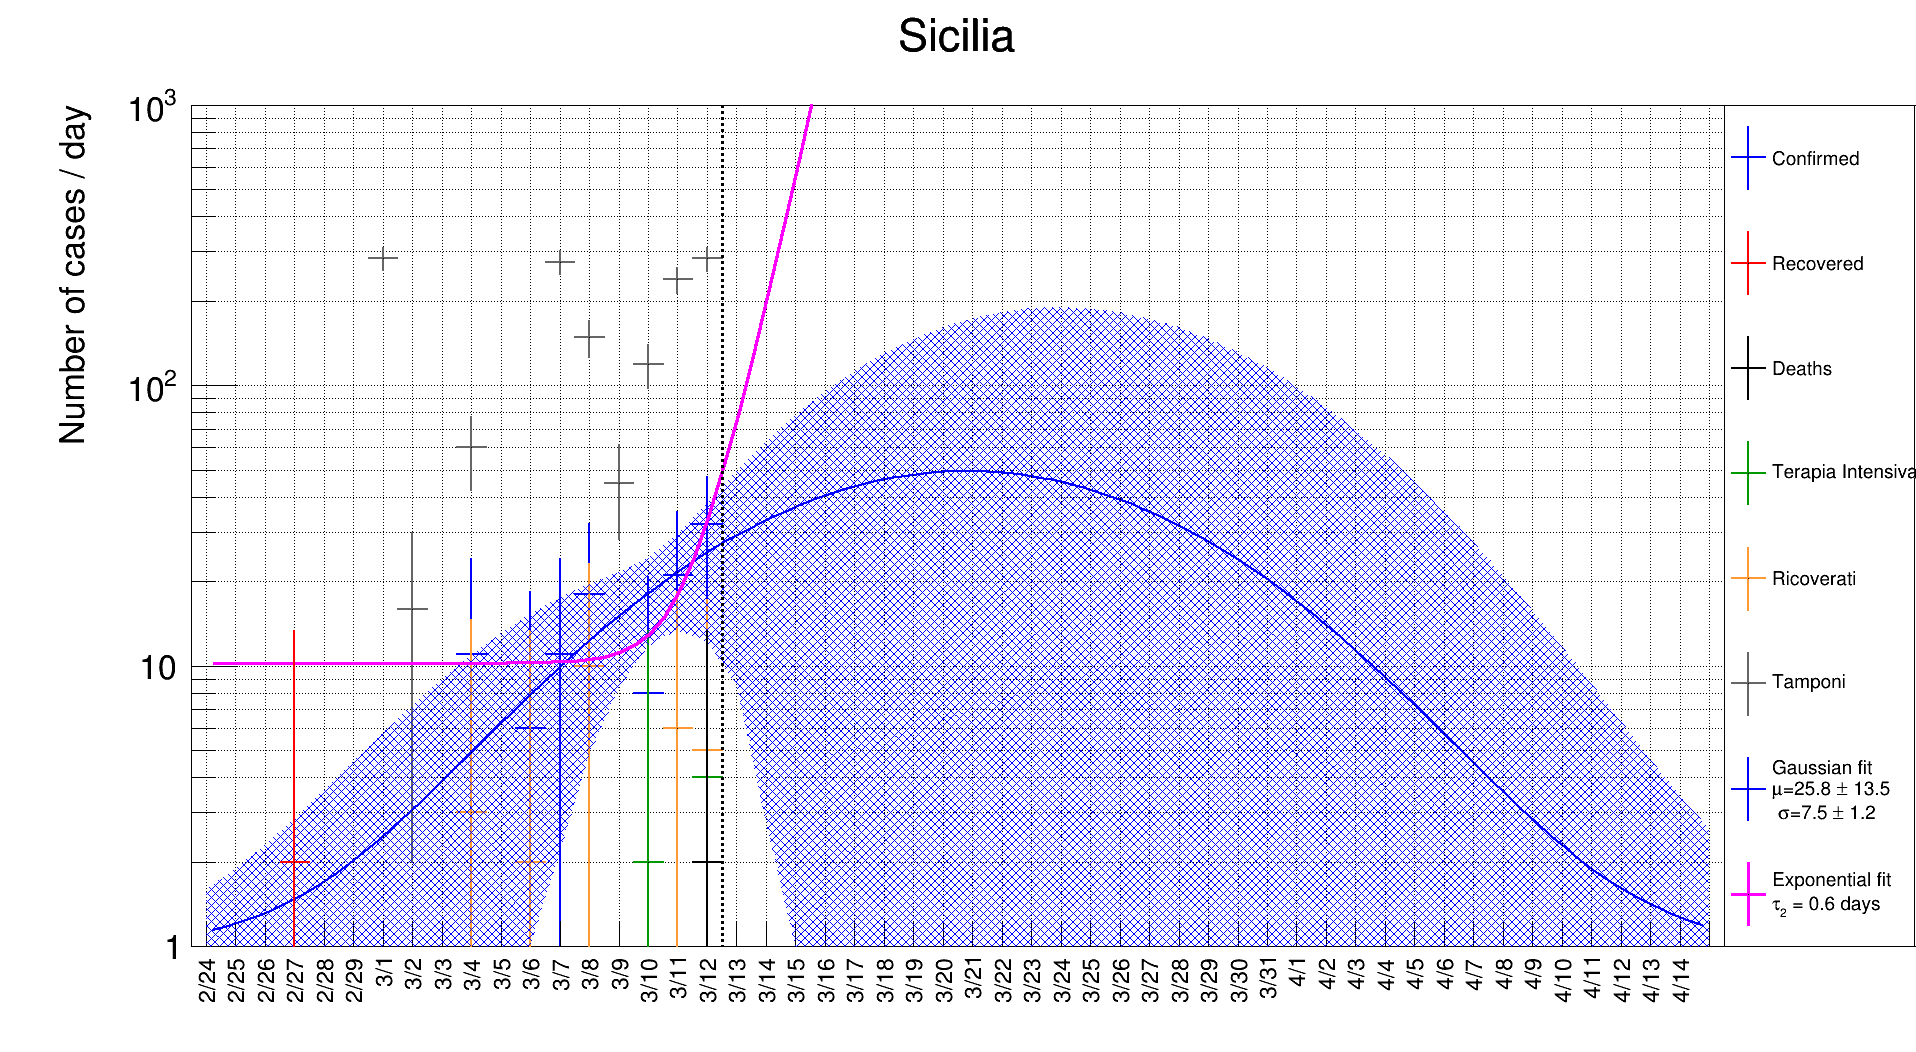 Sicilia
Number of cases / day
10³
10²
10
1
2/24 2/25 2/26 2/27 2/28 2/29 3/1 3/2 3/3 3/4 3/5 3/6 3/7 3/8 3/9 3/10 3/11 3/12 3/13 3/14 3/15 3/16 3/17 3/18 3/19 3/20 3/21 3/22 3/23 3/24 3/25 3/26 3/27 3/28 3/29 3/30 3/31 4/1 4/2 4/3 4/4 4/5 4/6 4/7 4/8 4/9 4/10 4/11 4/12 4/13 4/14
Confirmed
Recovered
Deaths
Terapia Intensiva
Ricoverati
Tamponi
Gaussian fit
μ=25.8 ± 13.5
σ=7.5 ± 1.2
Exponential fit
τ₂ = 0.6 days